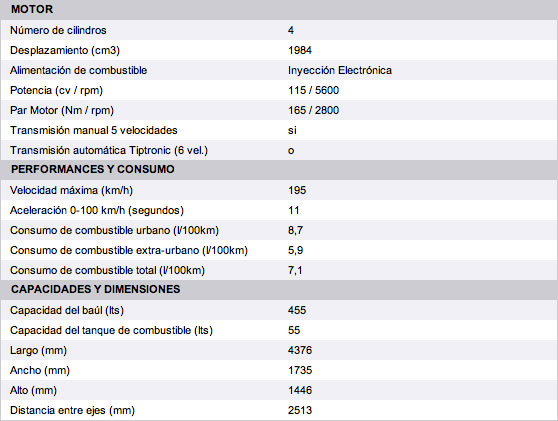 MOTOR
Número de cilindros 4
Desplazamiento (cm3) 1984
Alimentación de combustible Inyección Electrónica
Potencia (cv / rpm) 115 / 5600
Par Motor (Nm / rpm) 165 / 2800
Transmisión manual 5 velocidades si
Transmisión automática Tiptronic (6 vel.) o
PERFORMANCES Y CONSUMO
Velocidad máxima (km/h) 195
Aceleración 0-100 km/h (segundos) 11
Consumo de combustible urbano (l/100km) 8,7
Consumo de combustible extra-urbano (l/100km) 5,9
Consumo de combustible total (l/100km) 7,1
CAPACIDADES Y DIMENSIONES
Capacidad del baúl (lts) 455
Capacidad del tanque de combustible (lts) 55
Largo (mm) 4376
Ancho (mm) 1735
Alto (mm) 1446
Distancia entre ejes (mm) 2513